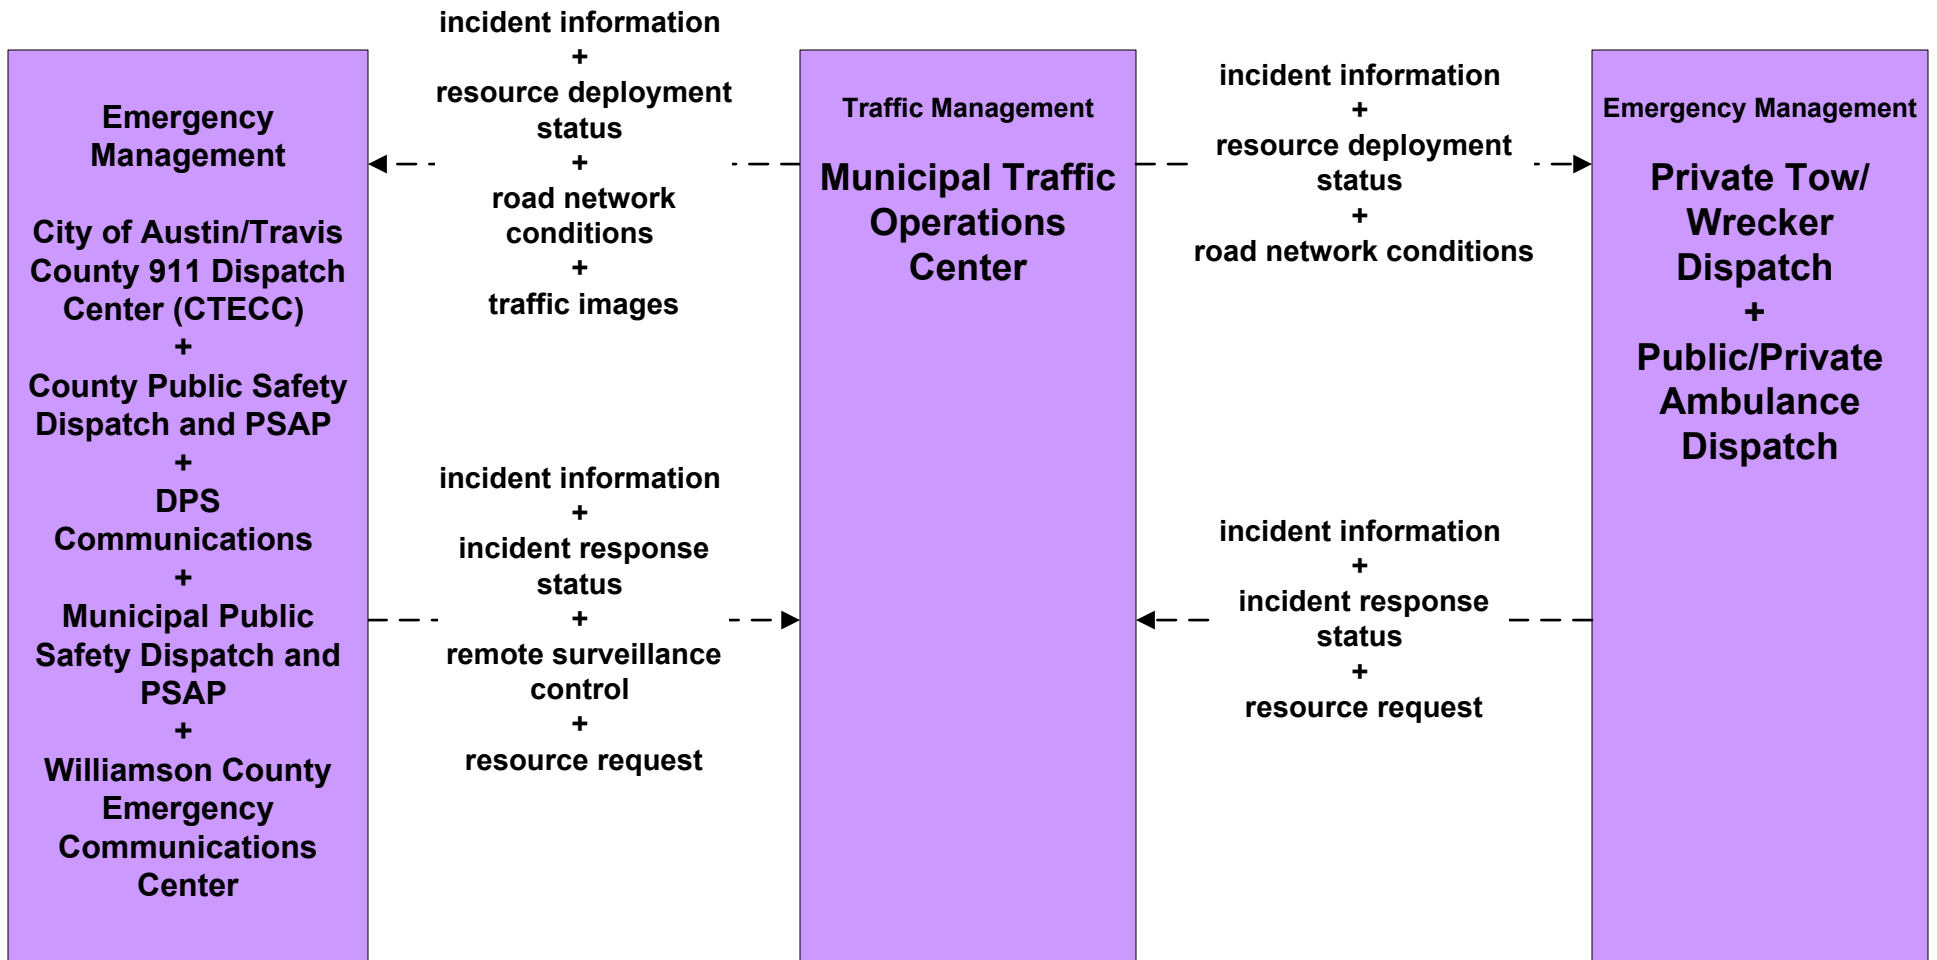 Emergency
Management
City of Austin/Travis
County 911 Dispatch
Center (CTECC)
+
County Public Safety
Dispatch and PSAP
+
DPS
Communications
+
Municipal Public
Safety Dispatch and
PSAP
+
Williamson County
Emergency
Communications
Center
incident information
+
resource deployment
status
+
road network
conditions
+
traffic images
incident information
+
incident response
status
+
remote surveillance
control
+
resource request
Traffic Management
Municipal Traffic
Operations
Center
incident information
+
resource deployment
status
+
road network conditions
incident information
+
incident response
status
+
resource request
Emergency Management
Private Tow/
Wrecker
Dispatch
+
Public/Private
Ambulance
Dispatch